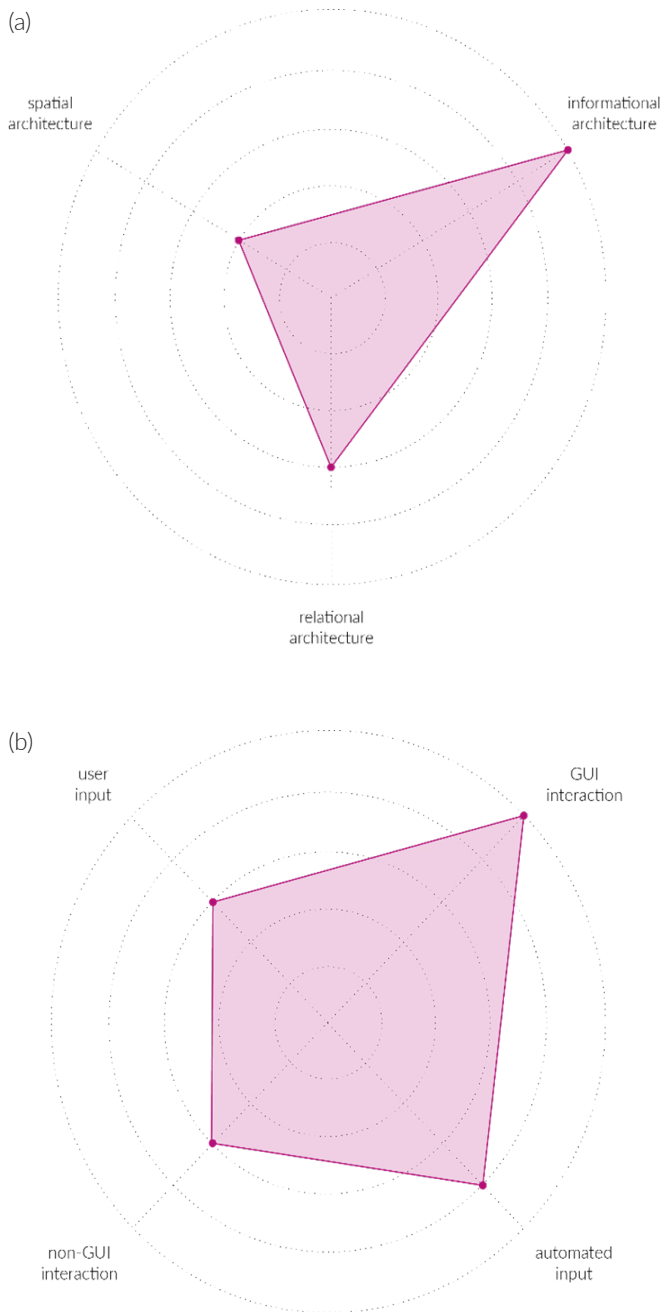 (a)
spatial
architecture
informational
architecture
relational
architecture
(b)
user
input
GUI
interaction
non-GUI
interaction
automated
input